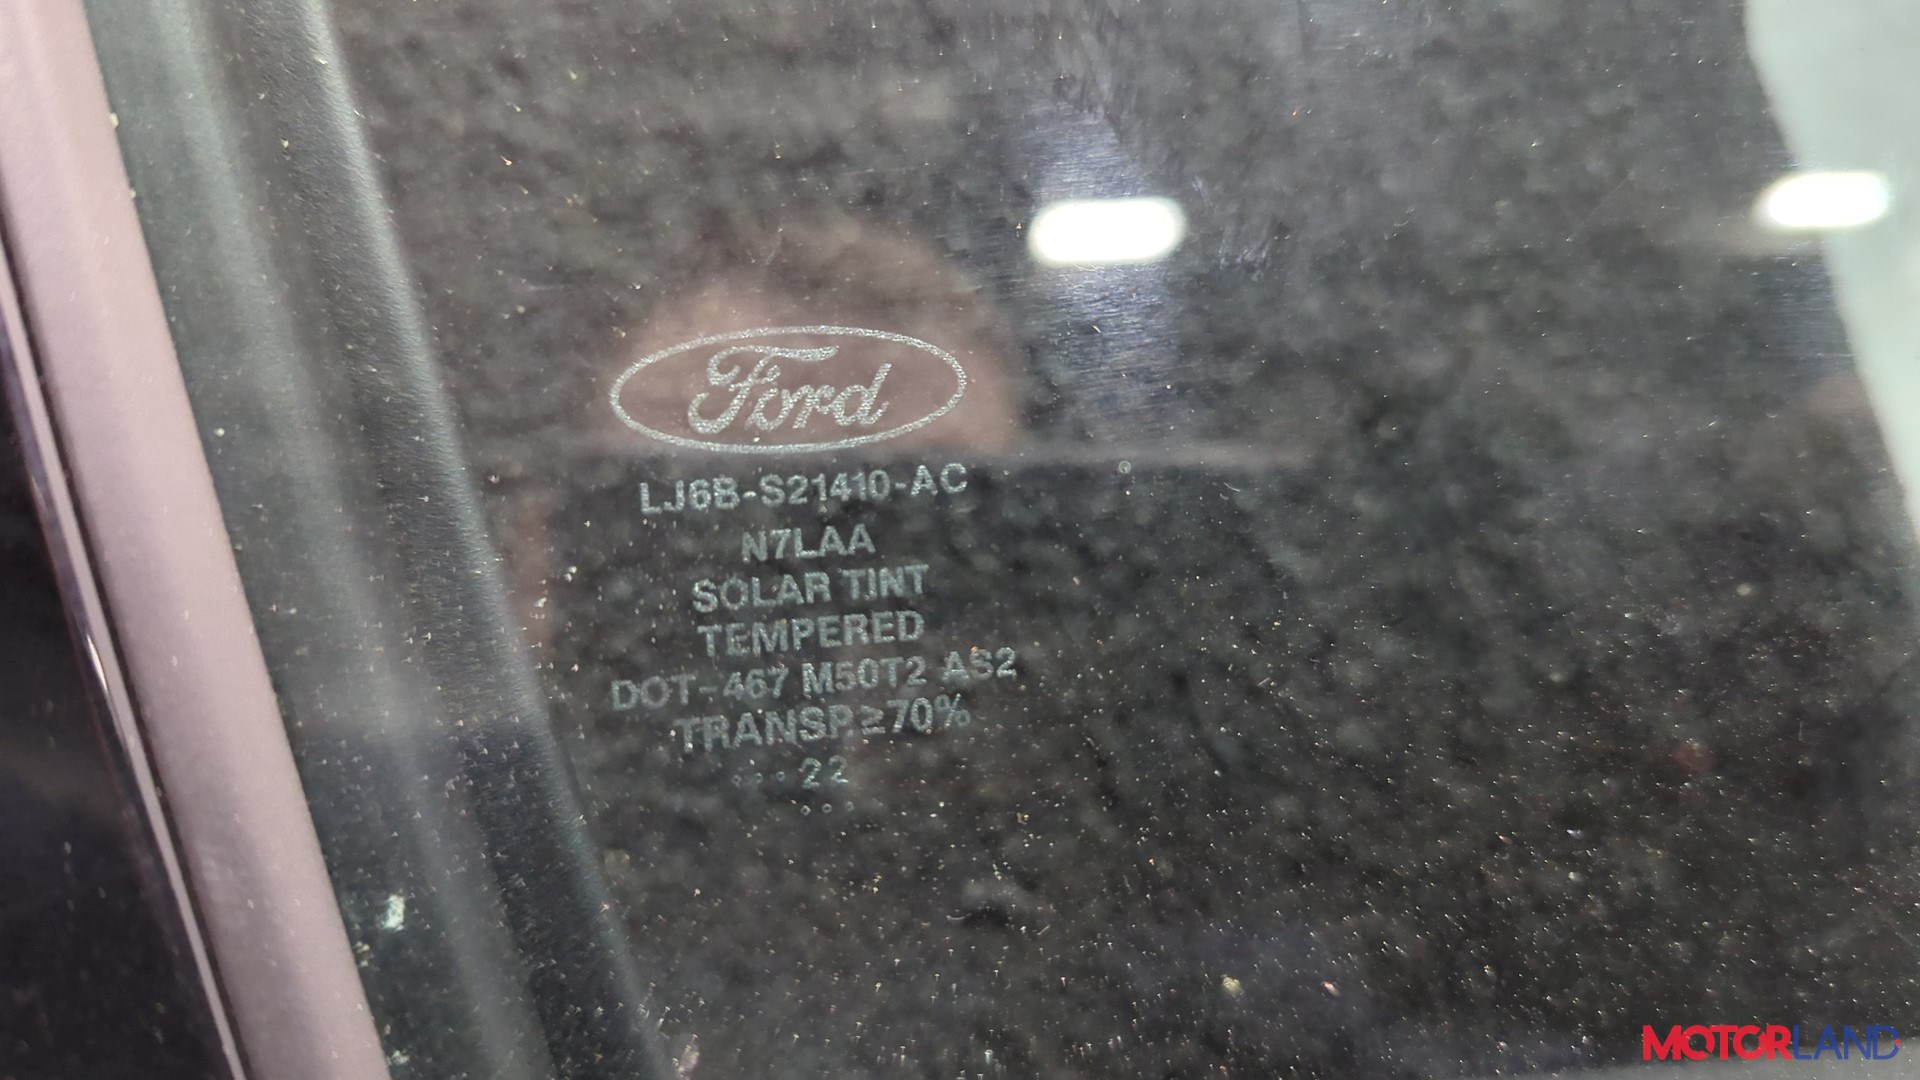 Ford
LJ6B-S21410-AC
N7LAA
SOLAR TINT
TEMPERED
DOT-467 M50T2 AS2
TRANSP.≥70%
...22
...
MOTORLAND